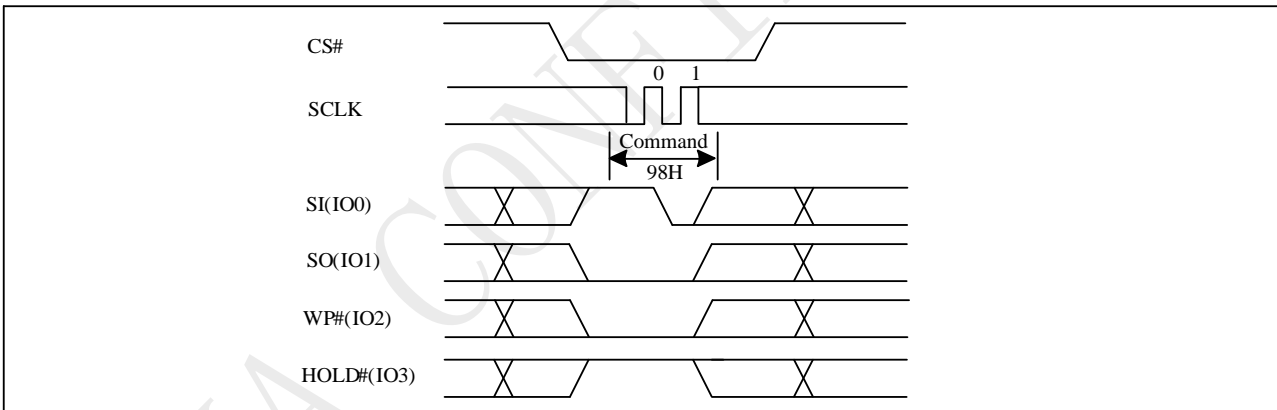 CS#
0 1
SCLK
Command
98H
SI(IO0)
SO(IO1)
WP#(IO2)
HOLD#(IO3)